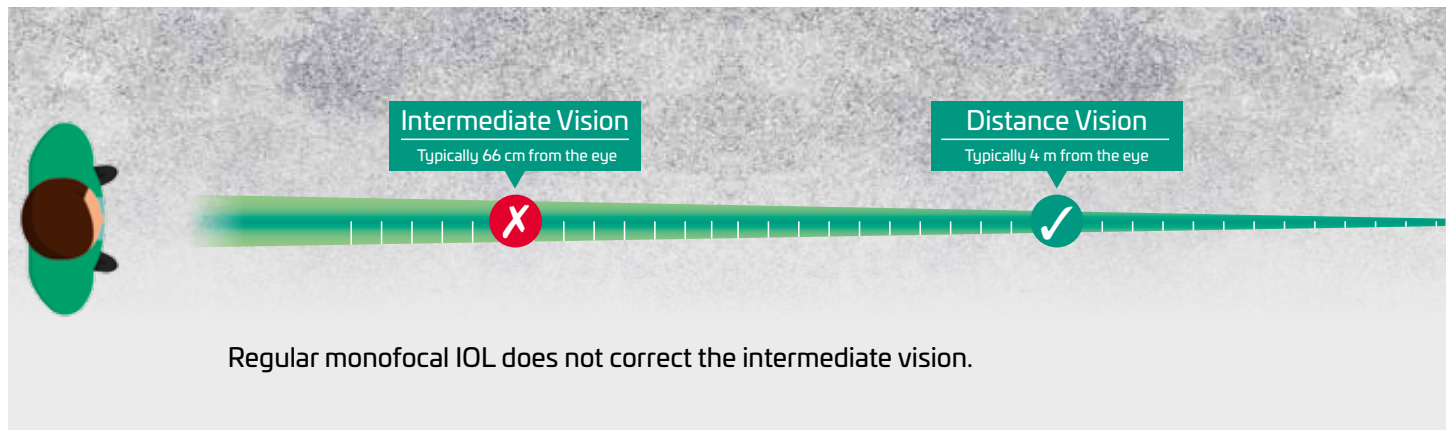 Intermediate Vision
Typically 66 cm from the eye
Distance Vision
Typically 4 m from the eye
✗
✓
Regular monofocal IOL does not correct the intermediate vision.